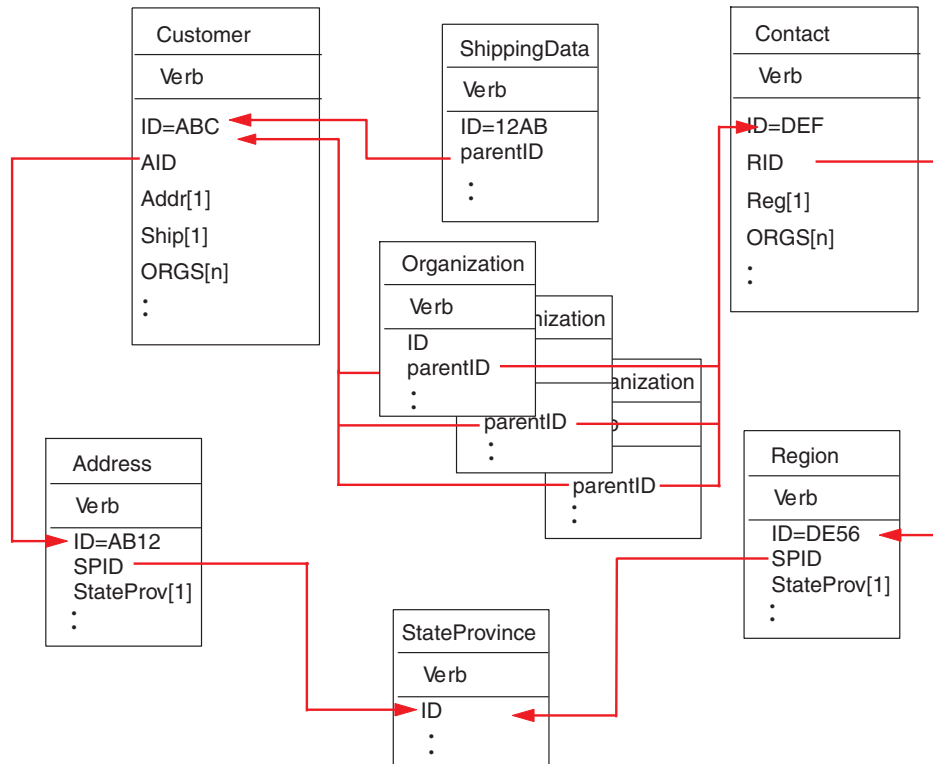 Customer
Verb
ID=ABC
AID
Addr[1]
Ship[1]
ORGS[n]
ShippingData
Verb
ID=12AB
parentID
Contact
Verb
ID=DEF
RID
Reg[1]
ORGS[n]
Organization
Verb
ID
parentID
nization
parentID
anization
parentID
Address
Verb
ID=AB12
SPID
StateProv[1]
Region
Verb
ID=DE56
SPID
StateProv[1]
StateProvince
Verb
ID